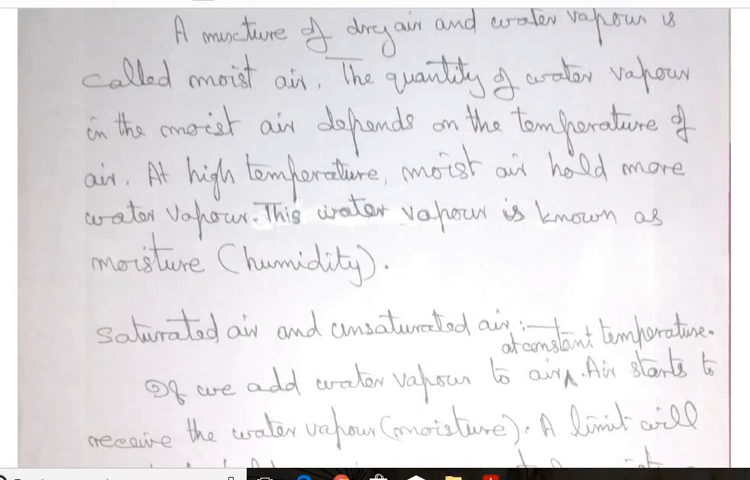 A mixture of dry air and water vapour is
called moist air. The quantity of water vapour
in the moist air depends on the temperature of
air. At high temperature, moist air hold more
water vapour. This water vapour is known as
moisture (humidity).
Saturated air and unsaturated air :- 
at constant temperature.
If we add water vapour to air^. Air starts to
receive the water vapour (moisture). A limit will